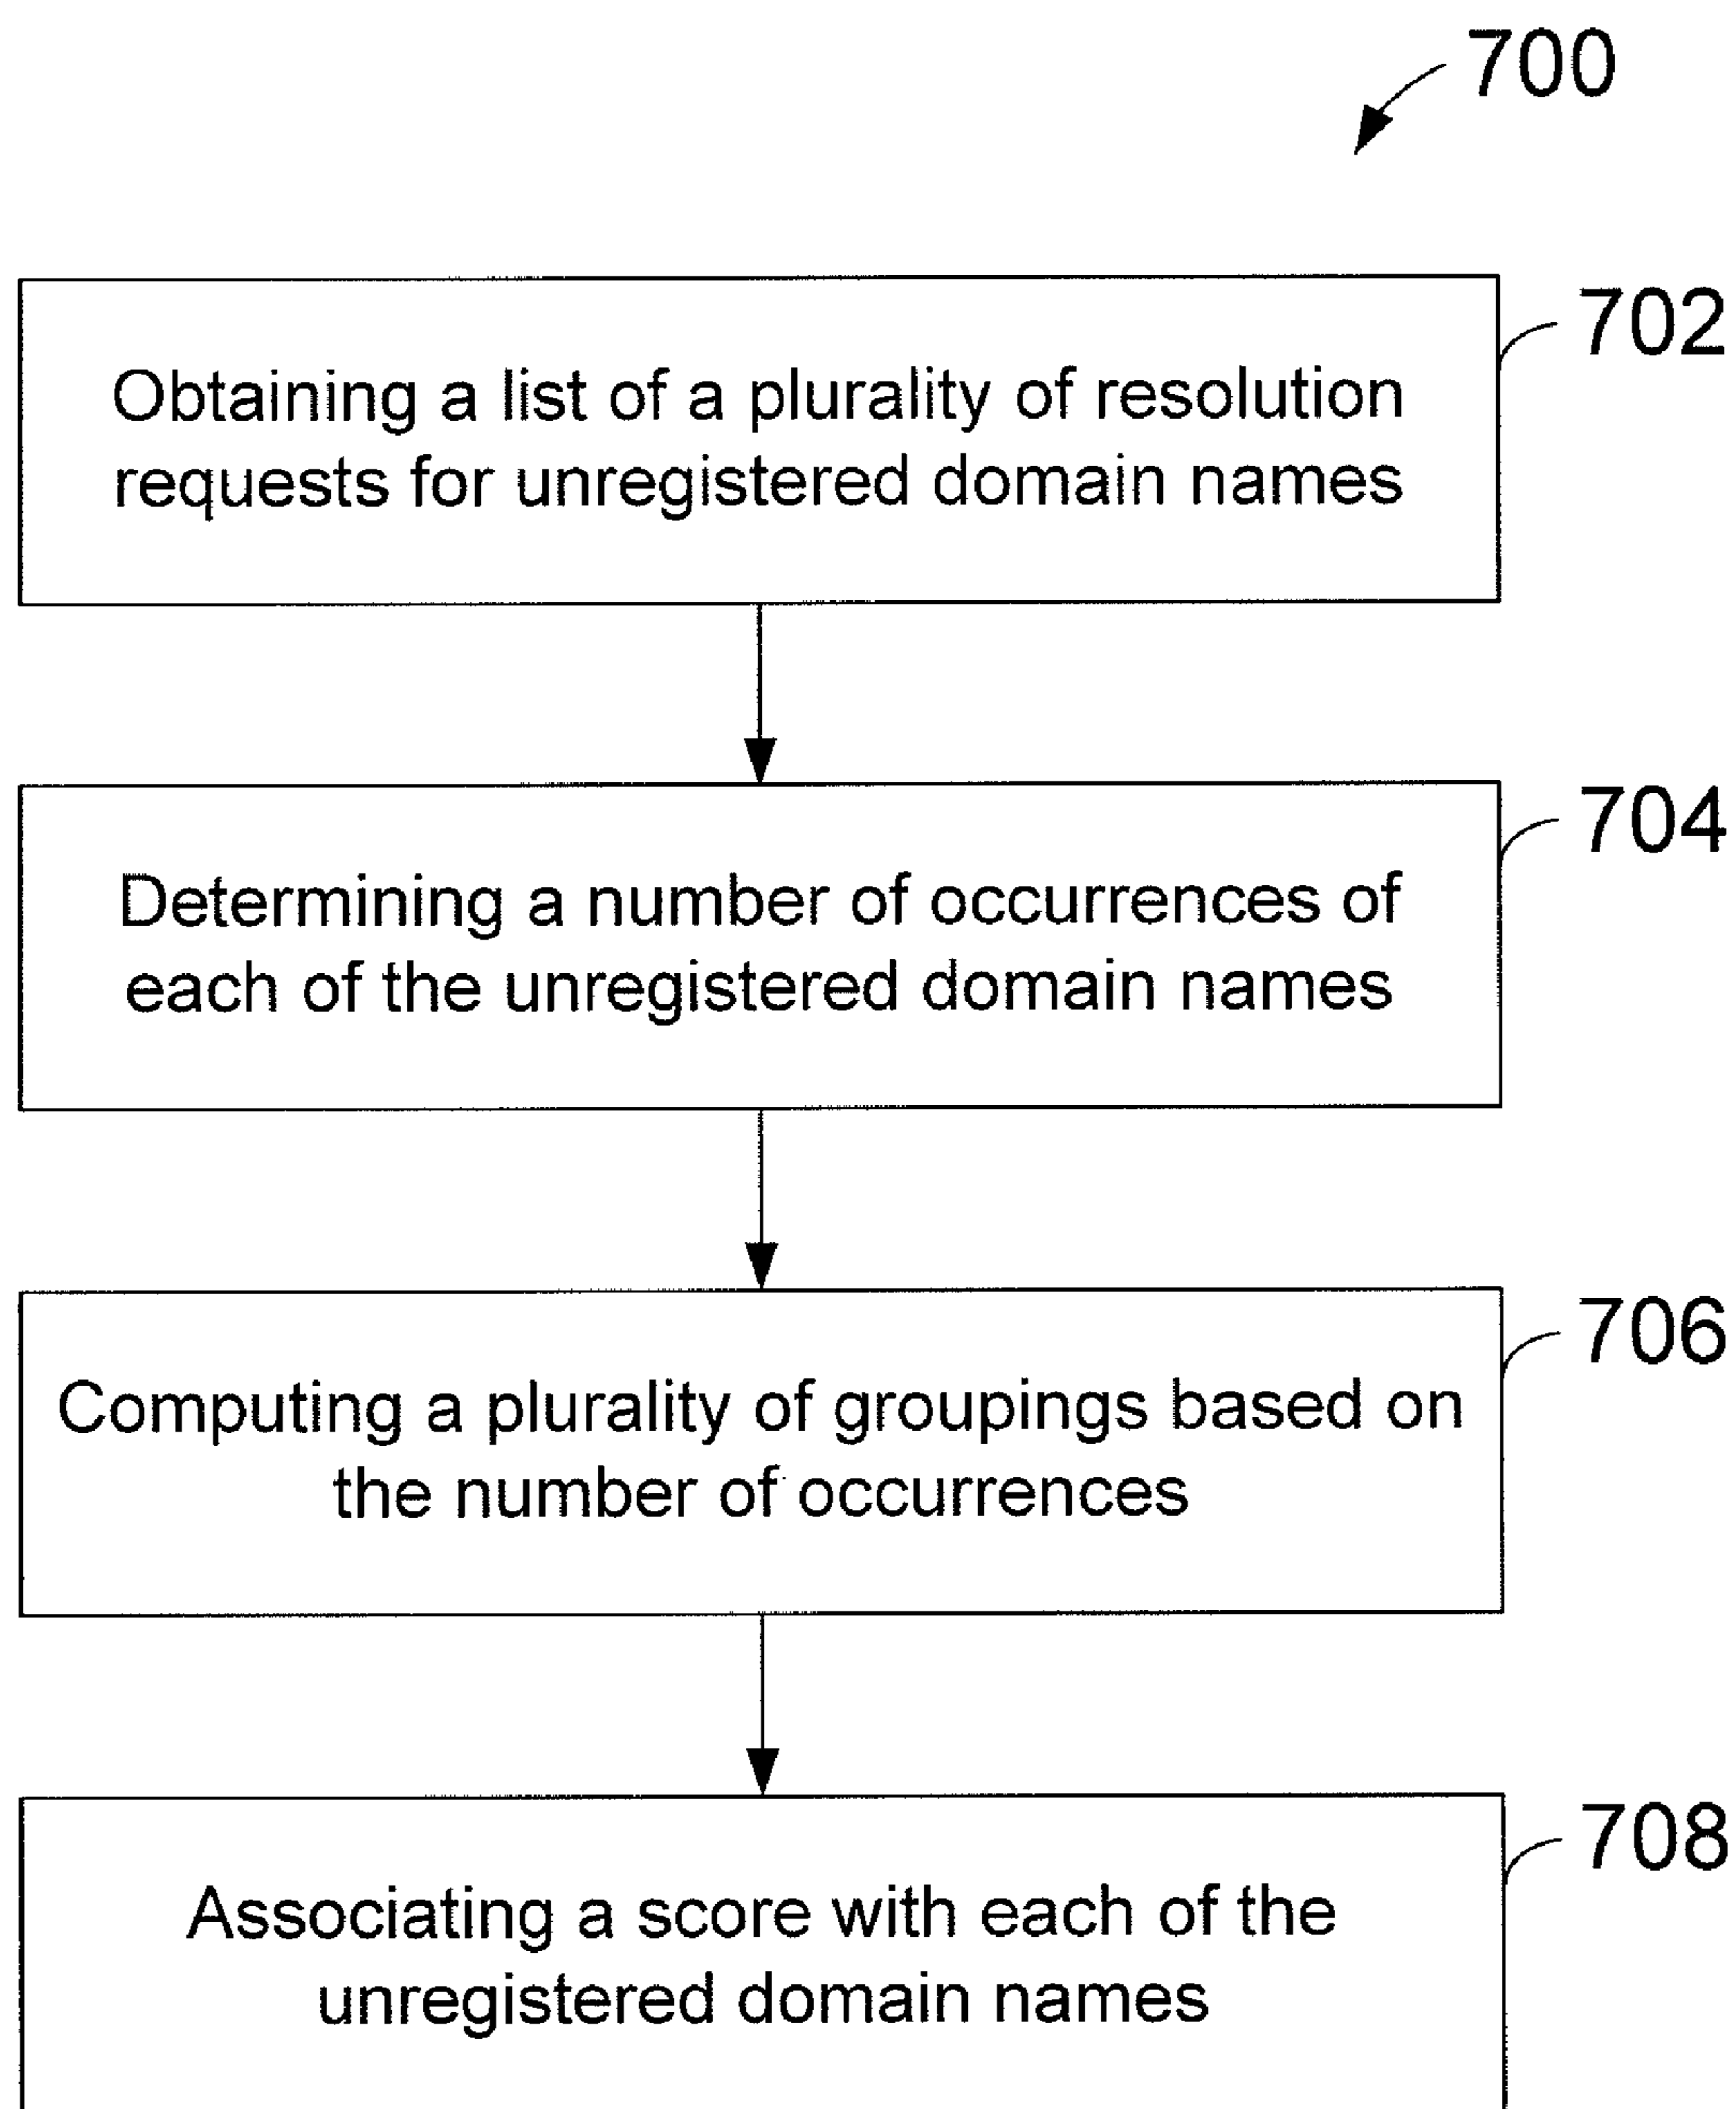 700
702
Obtaining a list of a plurality of resolution
requests for unregistered domain names
704
Determining a number of occurrences of
each of the unregistered domain names
706
Computing a plurality of groupings based on
the number of occurrences
708
Associating a score with each of the
unregistered domain names